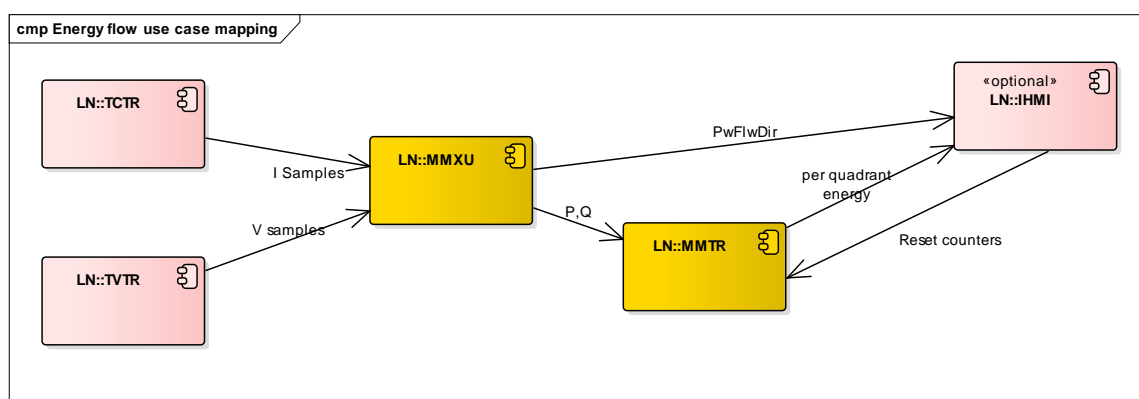 cmp Energy flow use case mapping
LN::TCTR
I Samples
LN::TVTR
V samples
LN::MMXU
PwFlwDir
P,Q
LN::MMTR
per quadrant
energy
«optional»
LN::IHMI
Reset counters